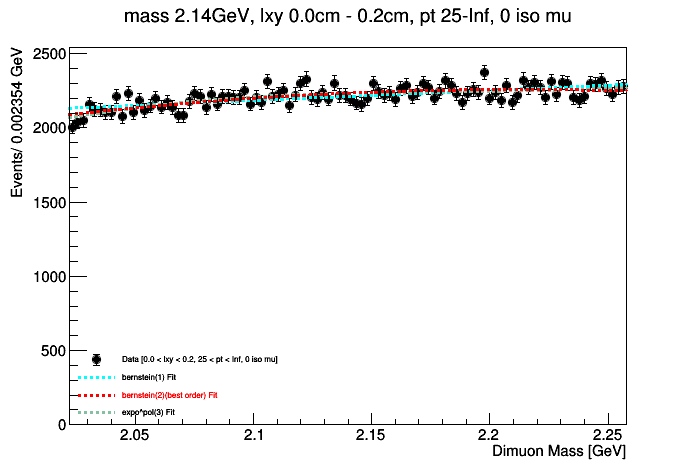 mass 2.14GeV, lxy 0.0cm - 0.2cm, pt 25-Inf, 0 iso mu
Events/ 0.002354 GeV
2500
2000
1500
1000
500
0
Data [0.0 < lxy < 0.2, 25 < pt < Inf, 0 iso mu]
bernstein(1) Fit
bernstein(2)(best order) Fit
expo^pol(3) Fit
2.05
2.1
2.15
2.2
2.25
Dimuon Mass [GeV]